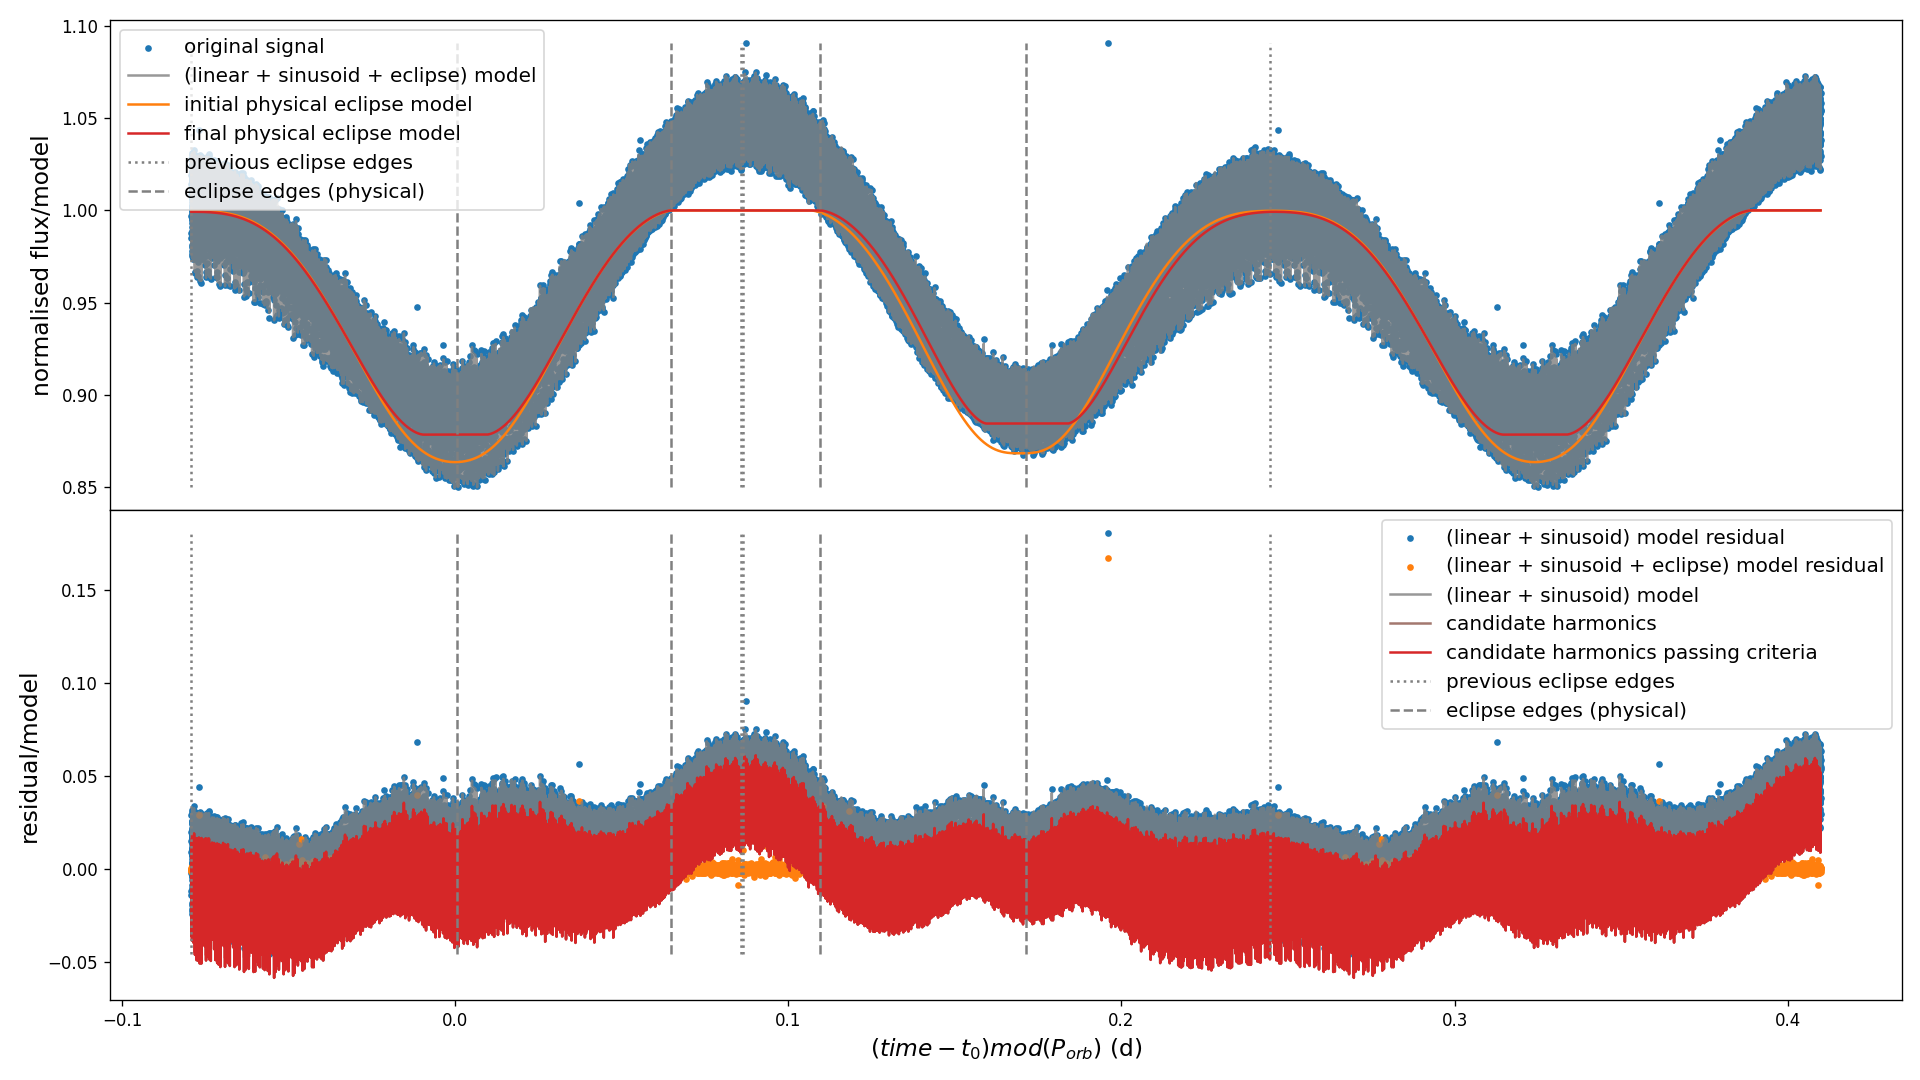 1.10
1.05
1.00
0.95
0.90
0.85
normalised flux/model
original signal
(linear + sinusoid + eclipse) model
initial physical eclipse model
final physical eclipse model
previous eclipse edges
eclipse edges (physical)
0.15
0.10
0.05
0.00
−0.05
residual/model
(linear + sinusoid) model residual
(linear + sinusoid + eclipse) model residual
(linear + sinusoid) model
candidate harmonics
candidate harmonics passing criteria
previous eclipse edges
eclipse edges (physical)
−0.1 0.0 0.1 0.2 0.3 0.4
(time − t₀)mod(P_orb) (d)